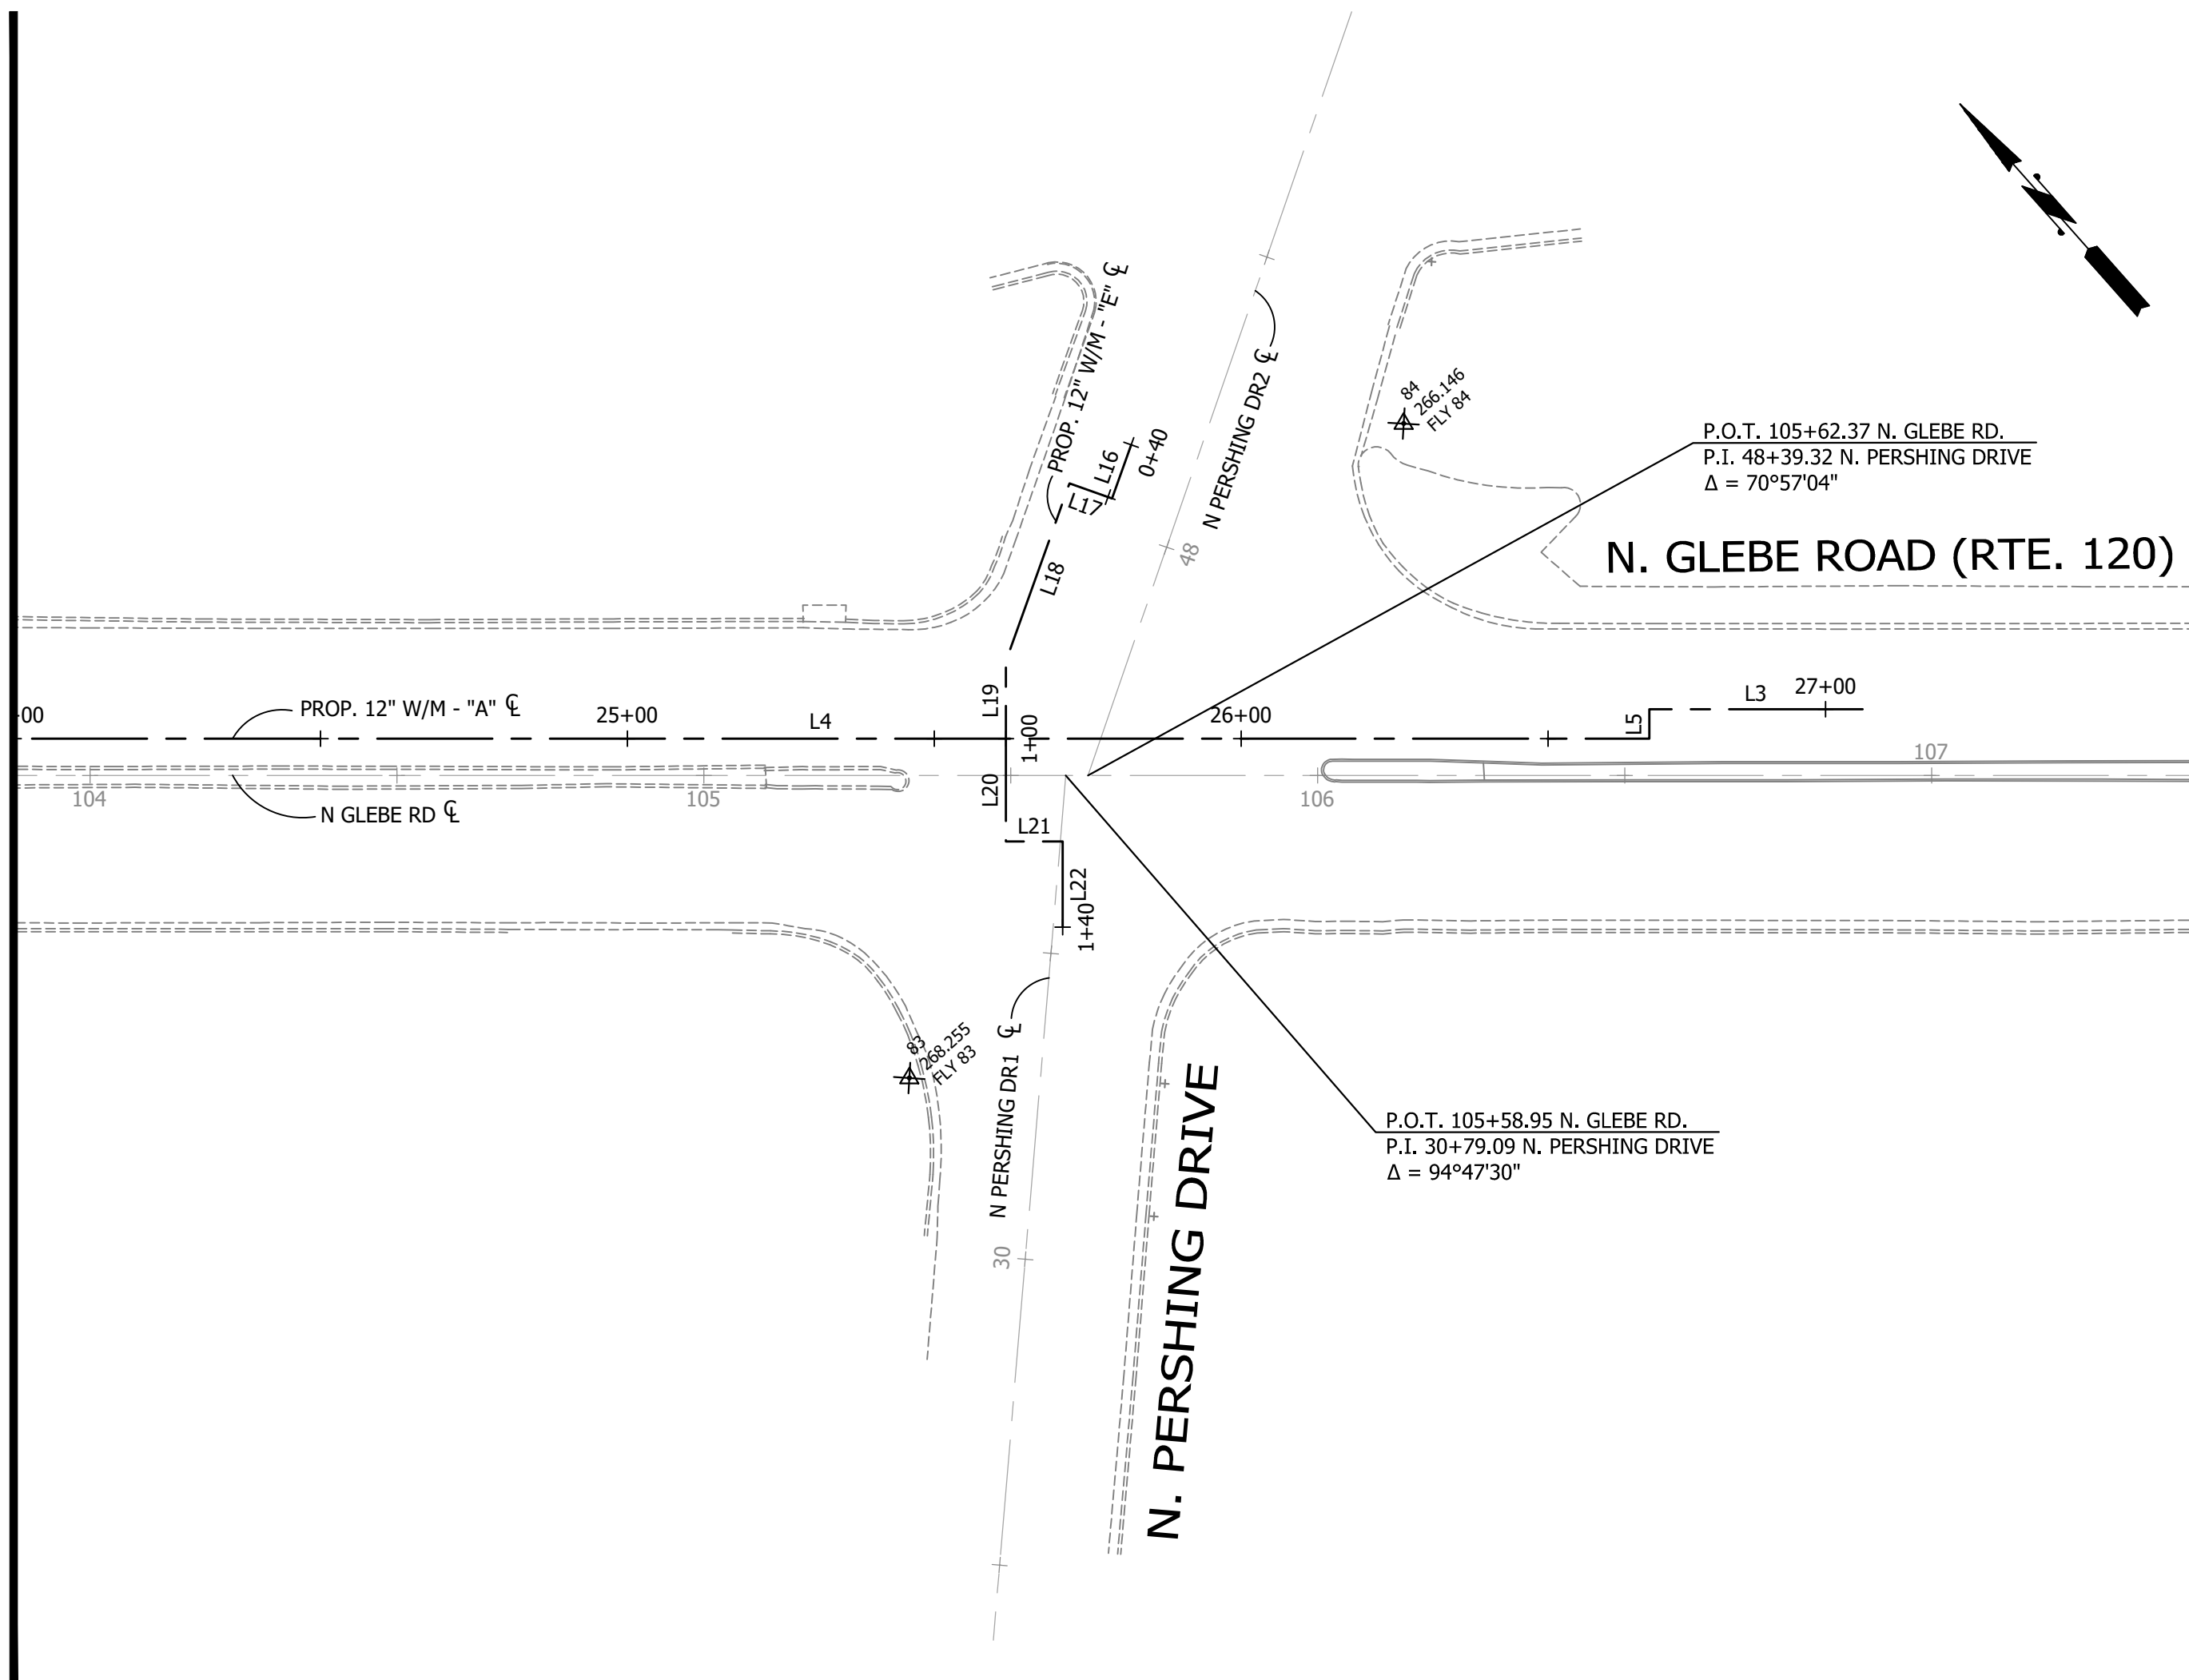 PROP. 12" W/M - "E" ℄
L16
0+40
L17
L18
N PERSHING DR2 ℄
48
84
266.146
FLY 84
P.O.T. 105+62.37 N. GLEBE RD.
P.I. 48+39.32 N. PERSHING DRIVE
Δ = 70°57'04"
N. GLEBE ROAD (RTE. 120)
+00
PROP. 12" W/M - "A" ℄
25+00
L4
L19
1+00
26+00
L5
L3
27+00
107
104
N GLEBE RD ℄
105
L20
106
L21
L22
1+40
83
268.255
FLY 83
N PERSHING DR1 ℄
30
N. PERSHING DRIVE
P.O.T. 105+58.95 N. GLEBE RD.
P.I. 30+79.09 N. PERSHING DRIVE
Δ = 94°47'30"